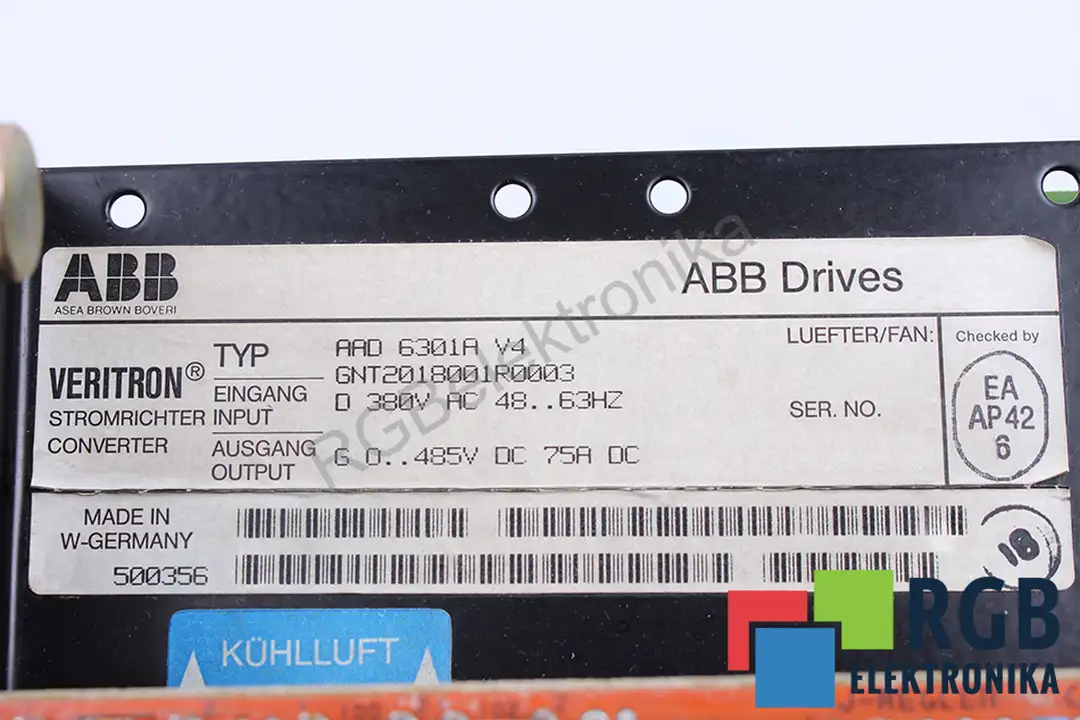 ABB
ASEA BROWN BOVERI
ABB Drives
VERITRON®
STROMRICHTER
CONVERTER
TYP
AAD 6301A V4
GNT2018001R0003
EINGANG
INPUT
D 380V AC 48..63HZ
AUSGANG
OUTPUT
G 0..485V DC 75A DC
LUEFTER/FAN:
SER. NO.
Checked by
EA
AP42
6
MADE IN
W-GERMANY
500356
18
KÜHLLUFT
RGBelektronika
RGB
ELEKTRONIKA